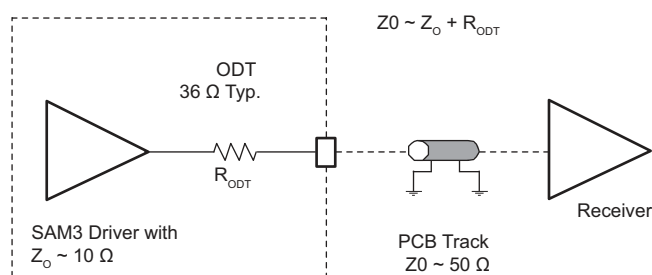 Z0 ~ Z_O + R_ODT
ODT
36 Ω Typ.
R_ODT
SAM3 Driver with
Z_O ~ 10 Ω
PCB Track
Z0 ~ 50 Ω
Receiver